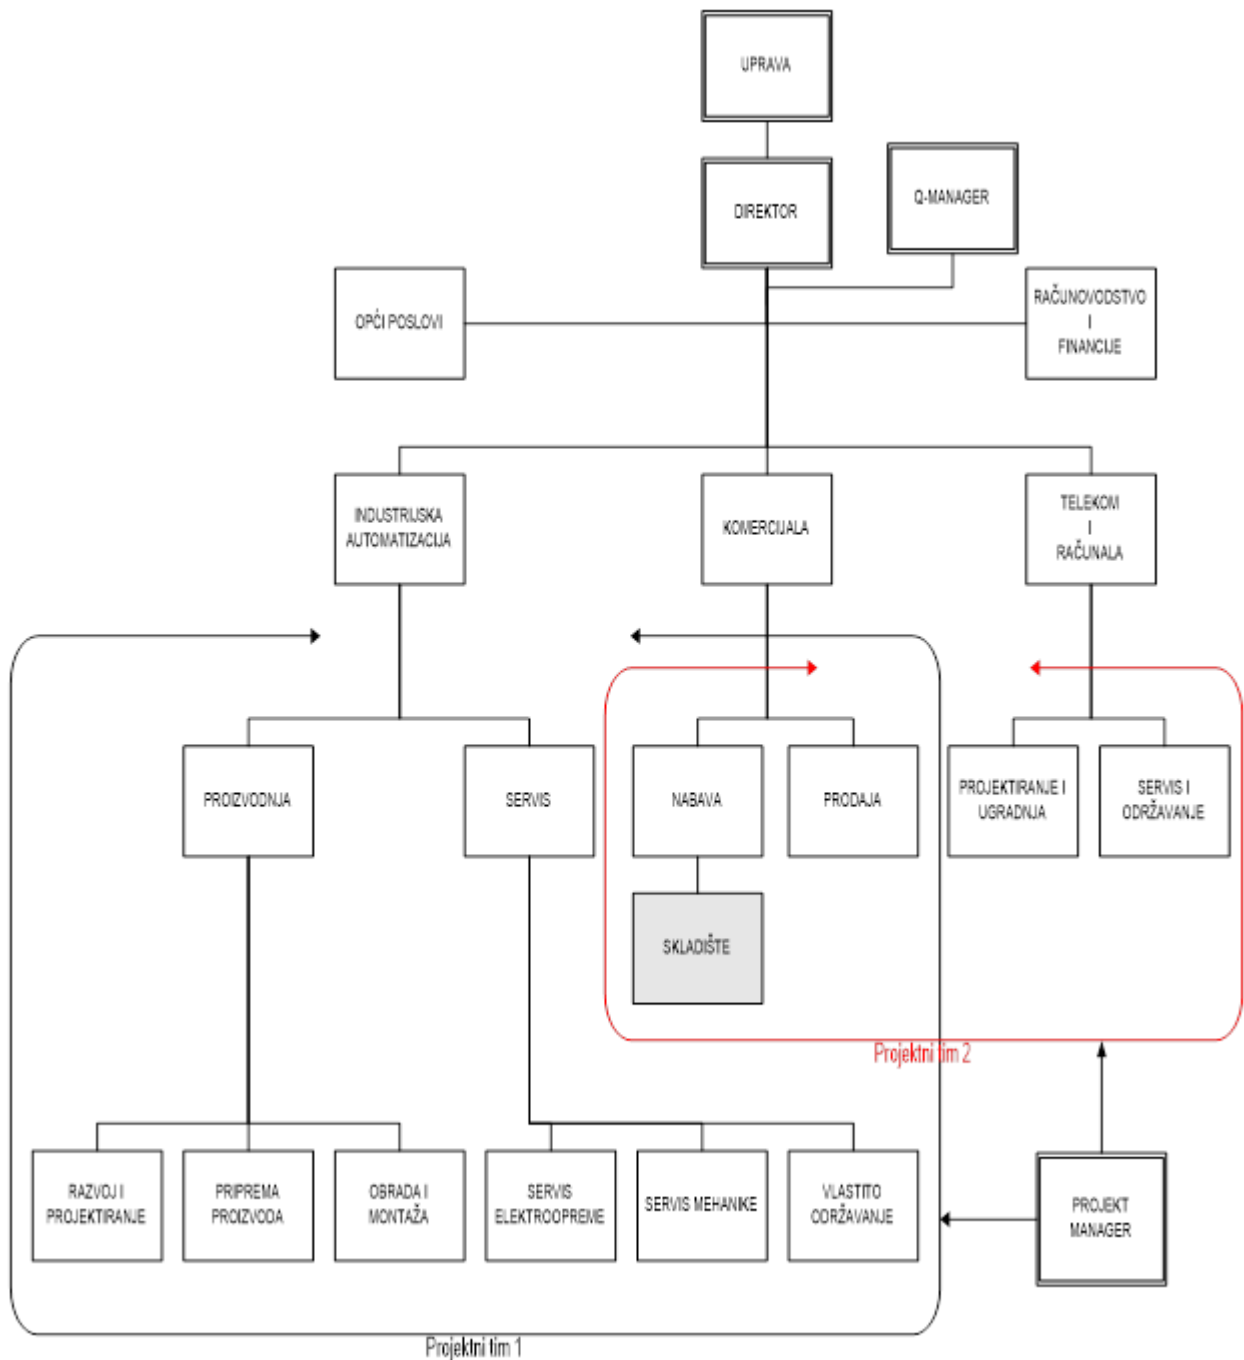 UPRAVA
DIREKTOR
Q-MANAGER
OPĆI POSLOVI
RAČUNOVODSTVO
I
FINANCIJE
INDUSTRIJSKA
AUTOMATIZACIJA
KOMERCIJALA
TELEKOM
I
RAČUNALA
PROIZVODNJA
SERVIS
NABAVA
PRODAJA
PROJEKTIRANJE I
UGRADNJA
SERVIS I
ODRŽAVANJE
SKLADIŠTE
Projektni tim 2
RAZVOJ I
PROJEKTIRANJE
PRIPREMA
PROIZVODA
OBRADA I
MONTAŽA
SERVIS
ELEKTROOPREME
SERVIS MEHANIKE
VLASTITO
ODRŽAVANJE
PROJEKT
MANAGER
Projektni tim 1